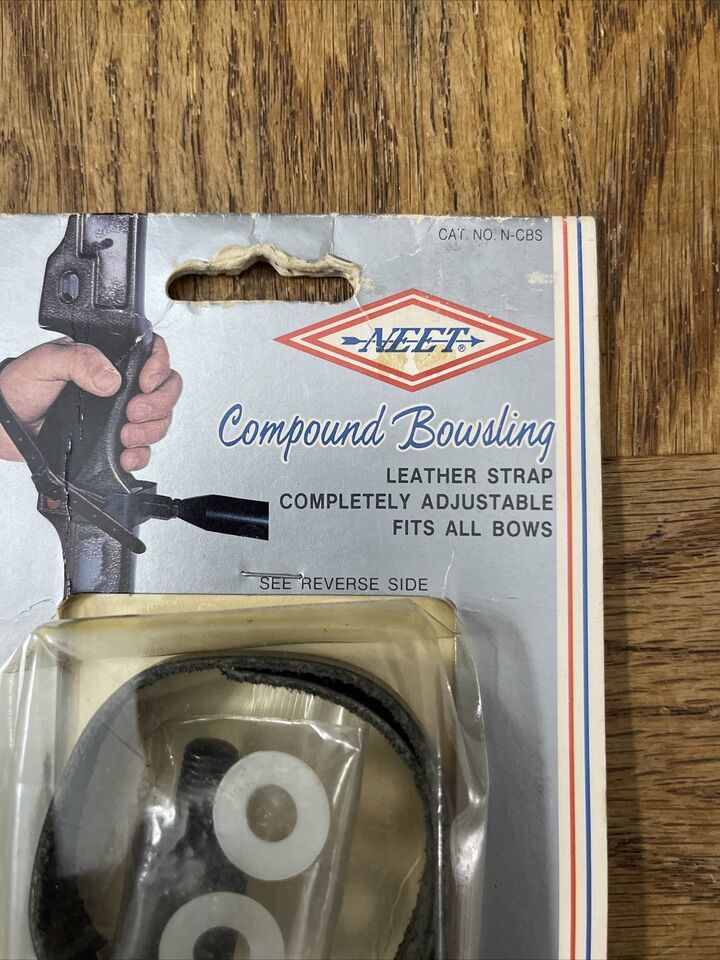 CAT. NO. N-CBS
NEET®
Compound Bowsling
LEATHER STRAP
COMPLETELY ADJUSTABLE
FITS ALL BOWS
SEE REVERSE SIDE